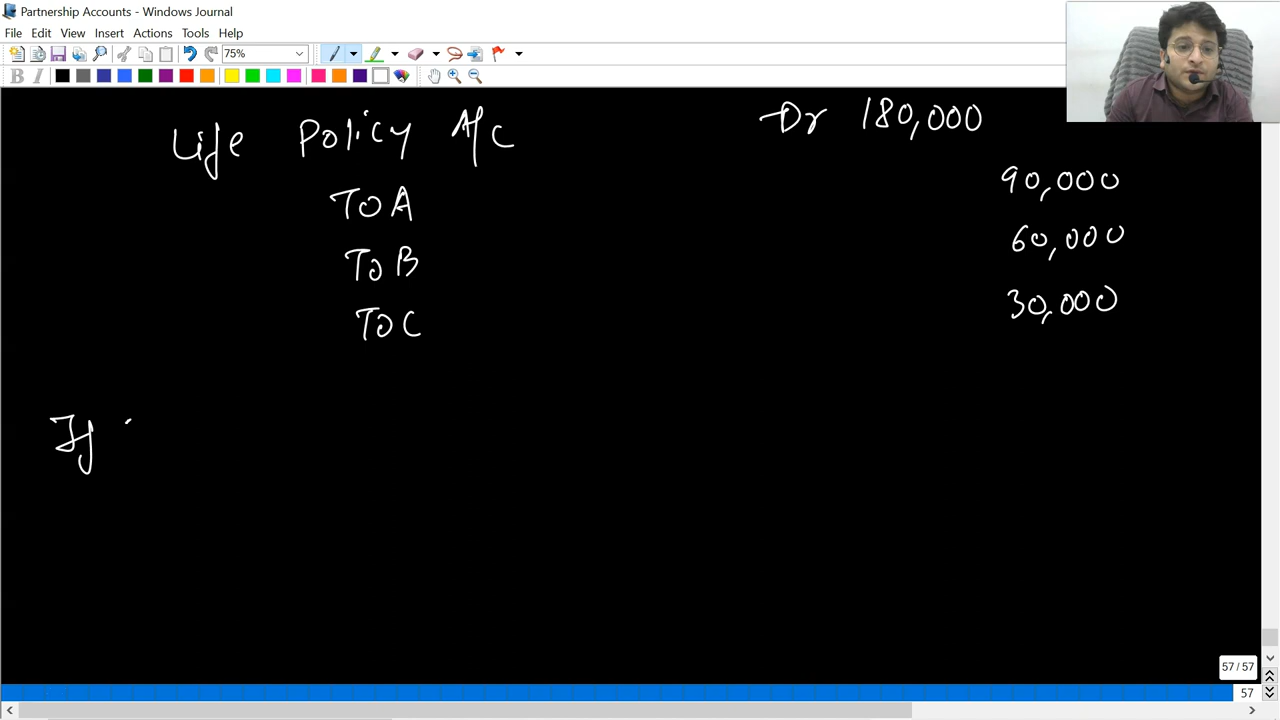 Partnership Accounts - Windows Journal
File Edit View Insert Actions Tools Help
75%
B I
Life Policy A/C Dr 180,000
To A 90,000
To B 60,000
To C 30,000
If
57 / 57
57